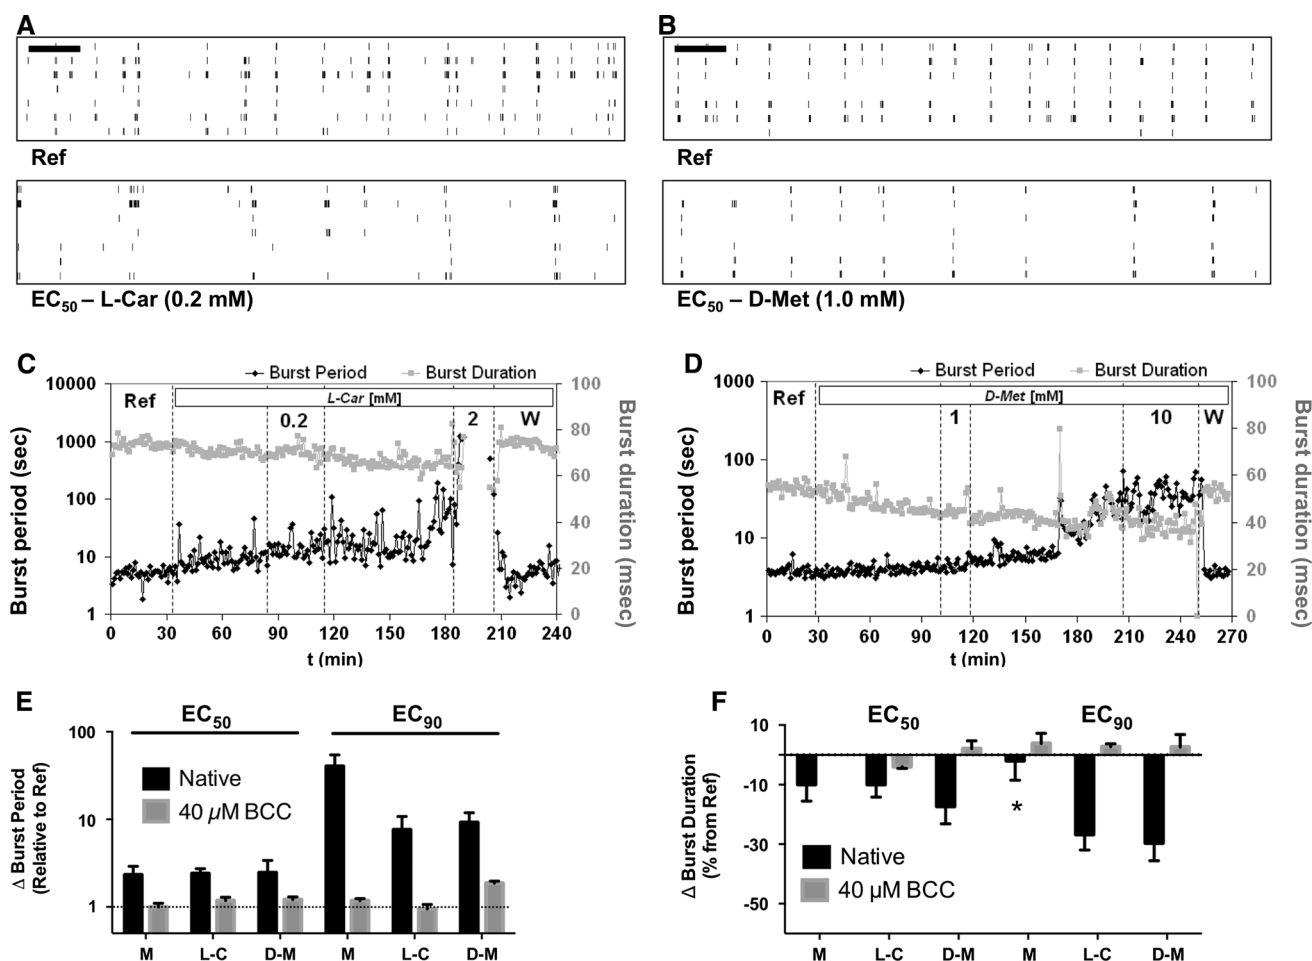 A
B
Ref
Ref
EC50 – L-Car (0.2 mM)
EC50 – D-Met (1.0 mM)
C
Burst Period
Burst Duration
10000
1000
100
10
1
Burst period (sec)
Ref
L-Car [mM]
0.2
2
W
100
80
60
40
20
0
Burst duration (msec)
0
30
60
90
120
150
180
210
240
t (min)
D
Burst Period
Burst Duration
1000
100
10
1
Burst period (sec)
Ref
D-Met [mM]
1
10
W
100
80
60
40
20
0
Burst duration (msec)
0
30
60
90
120
150
180
210
240
270
t (min)
E
EC50
EC90
100
10
1
Δ Burst Period
(Relative to Ref)
Native
40 µM BCC
M
L-C
D-M
M
L-C
D-M
F
EC50
EC90
10
-10
-30
-50
Δ Burst Duration
(% from Ref)
*
Native
40 µM BCC
M
L-C
D-M
M
L-C
D-M